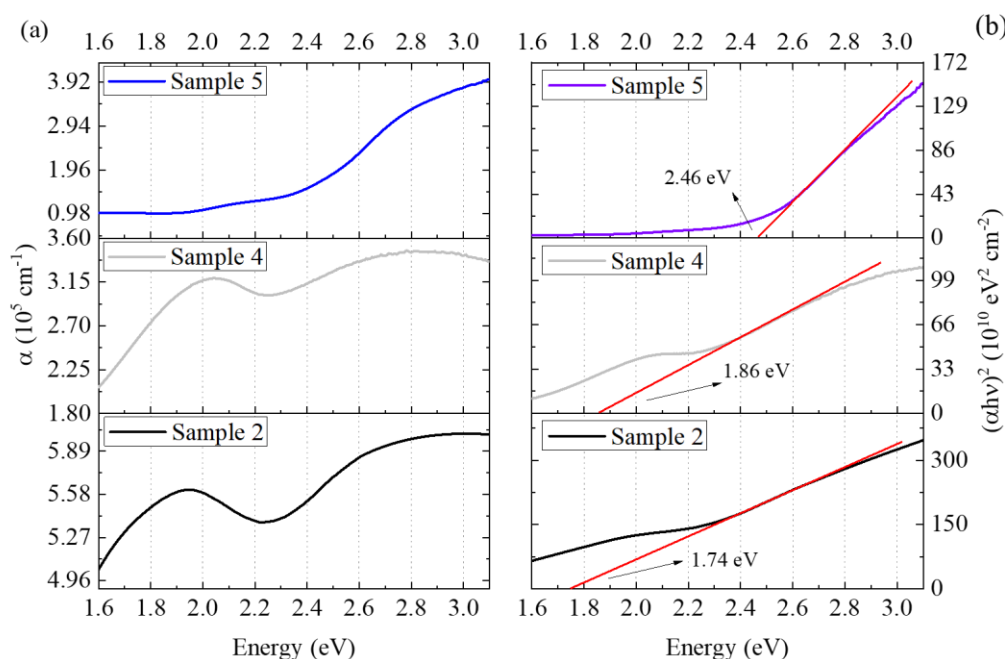 (a)
1.6 1.8 2.0 2.2 2.4 2.6 2.8 3.0
3.92
2.94
1.96
0.98
Sample 5
3.60
3.15
2.70
2.25
1.80
Sample 4
5.89
5.58
5.27
4.96
Sample 2
α (10⁵ cm⁻¹)
1.6 1.8 2.0 2.2 2.4 2.6 2.8 3.0
Energy (eV)
(b)
1.6 1.8 2.0 2.2 2.4 2.6 2.8 3.0
172
129
86
43
0
Sample 5
2.46 eV
99
66
33
0
Sample 4
1.86 eV
300
150
0
Sample 2
1.74 eV
(αhν)² (10¹⁰ eV² cm⁻²)
1.6 1.8 2.0 2.2 2.4 2.6 2.8 3.0
Energy (eV)